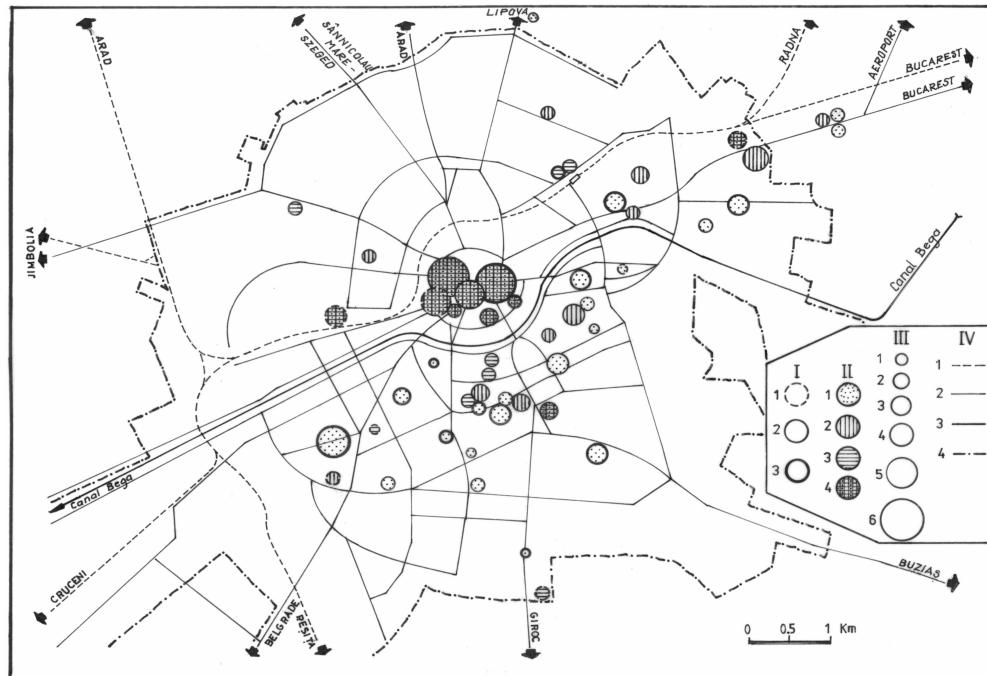 ARAD
SÂNNICOLAU
MARE -
SZEGED
ARAD
LIPOVA
RADNA
AEROPORT
BUCAREST
BUCAREST
JIMBOLIA
Canal Bega
Canal Bega
CRUCENI
BELGRADE
REȘIȚA
GIROC
BUZIAS
I II III IV
1 1 1 1
2 2 2 2
3 3 3 3
4 4 4
5
6
0 0.5 1 Km